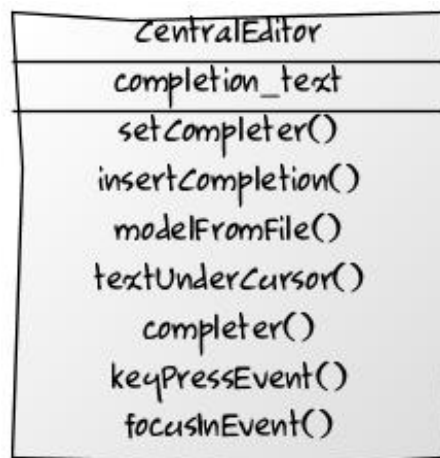 CentralEditor
completion_text
setCompleter()
insertCompletion()
modelFromFile()
textUnderCursor()
completer()
keyPressEvent()
focusInEvent()